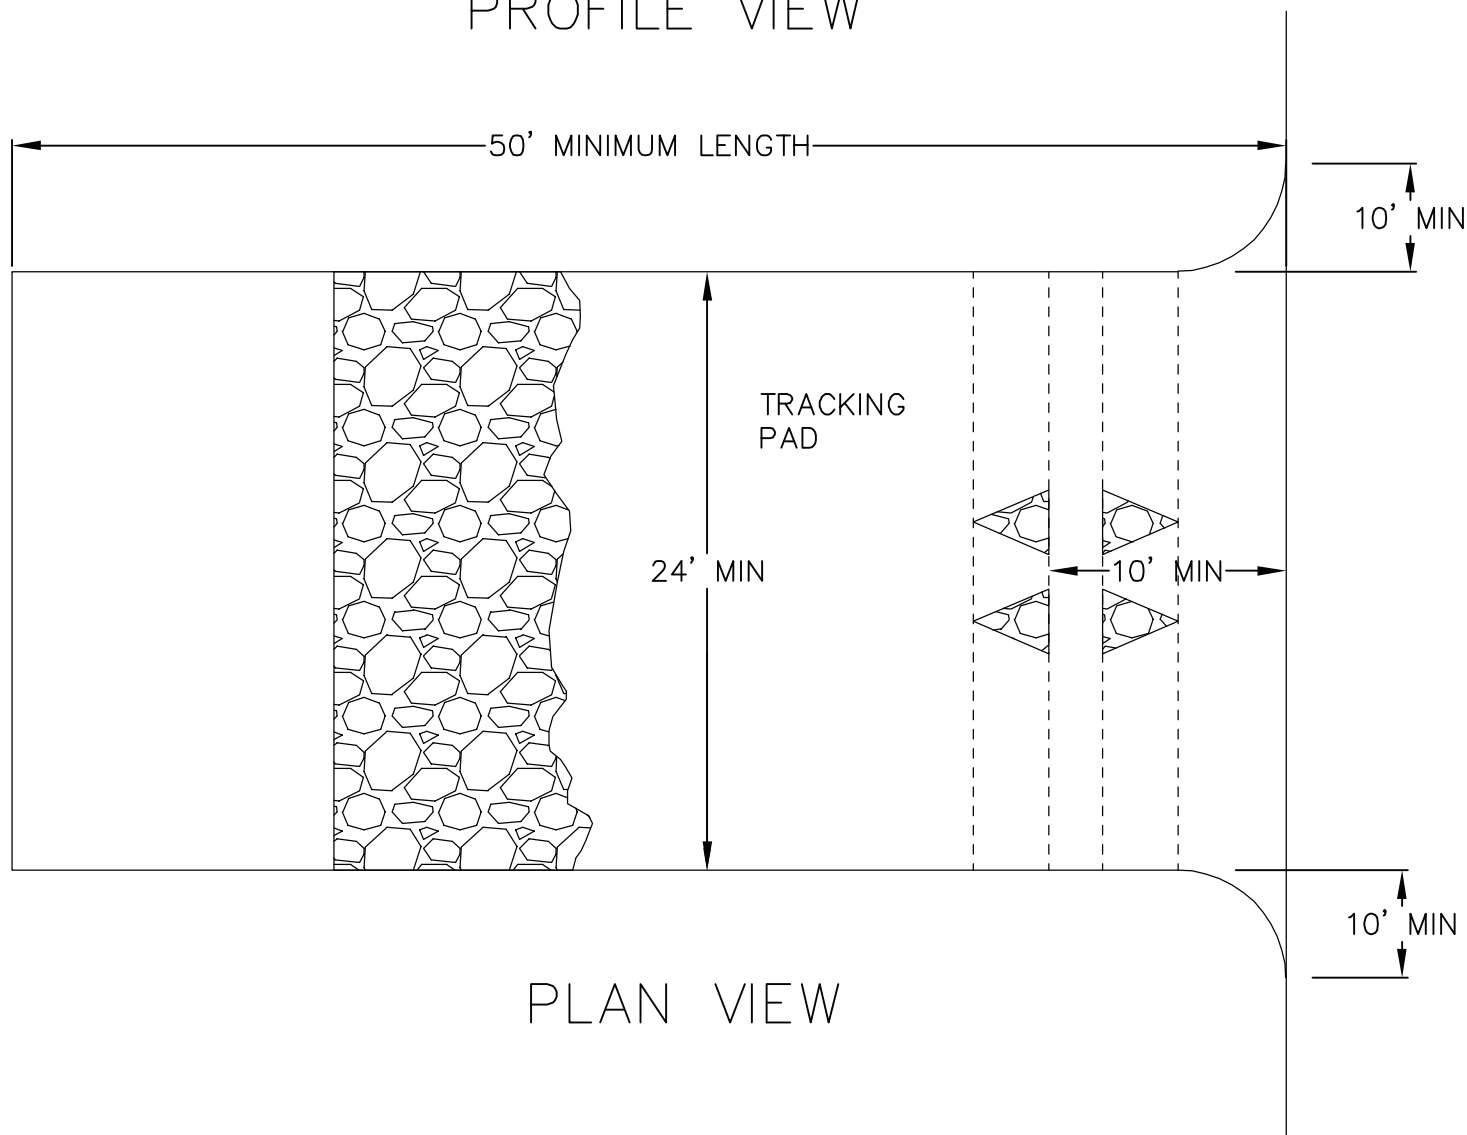 PROFILE VIEW
50' MINIMUM LENGTH
10' MIN
TRACKING
PAD
24' MIN
10' MIN
10' MIN
PLAN VIEW